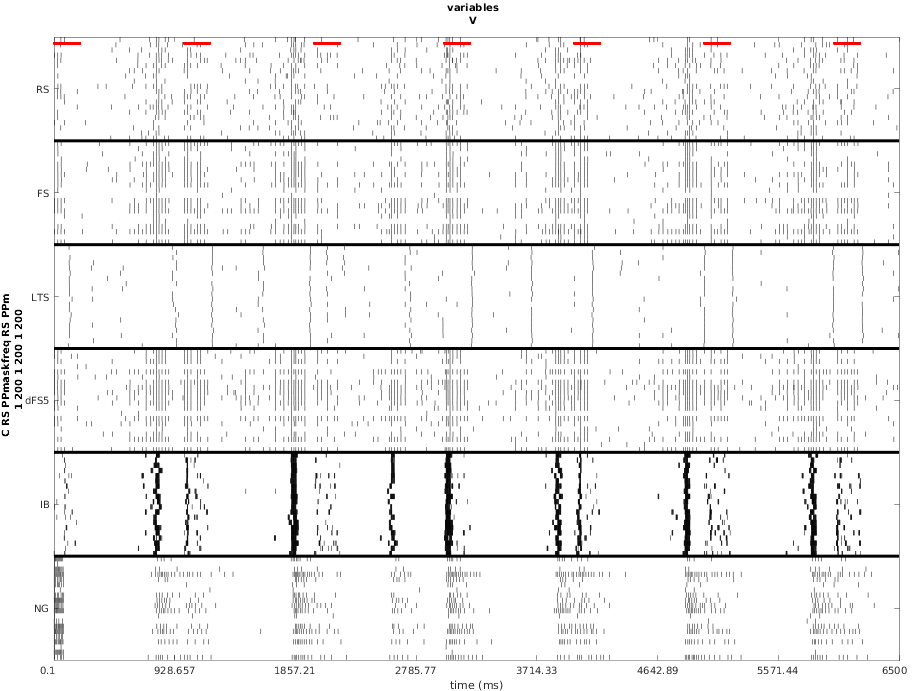 variables
V
C RS PPmaskfreq RS PPm
1 200 1 200 1 200
RS
FS
LTS
dFS5
IB
NG
0.1 928.657 1857.21 2785.77 3714.33 4642.89 5571.44 6500
time (ms)